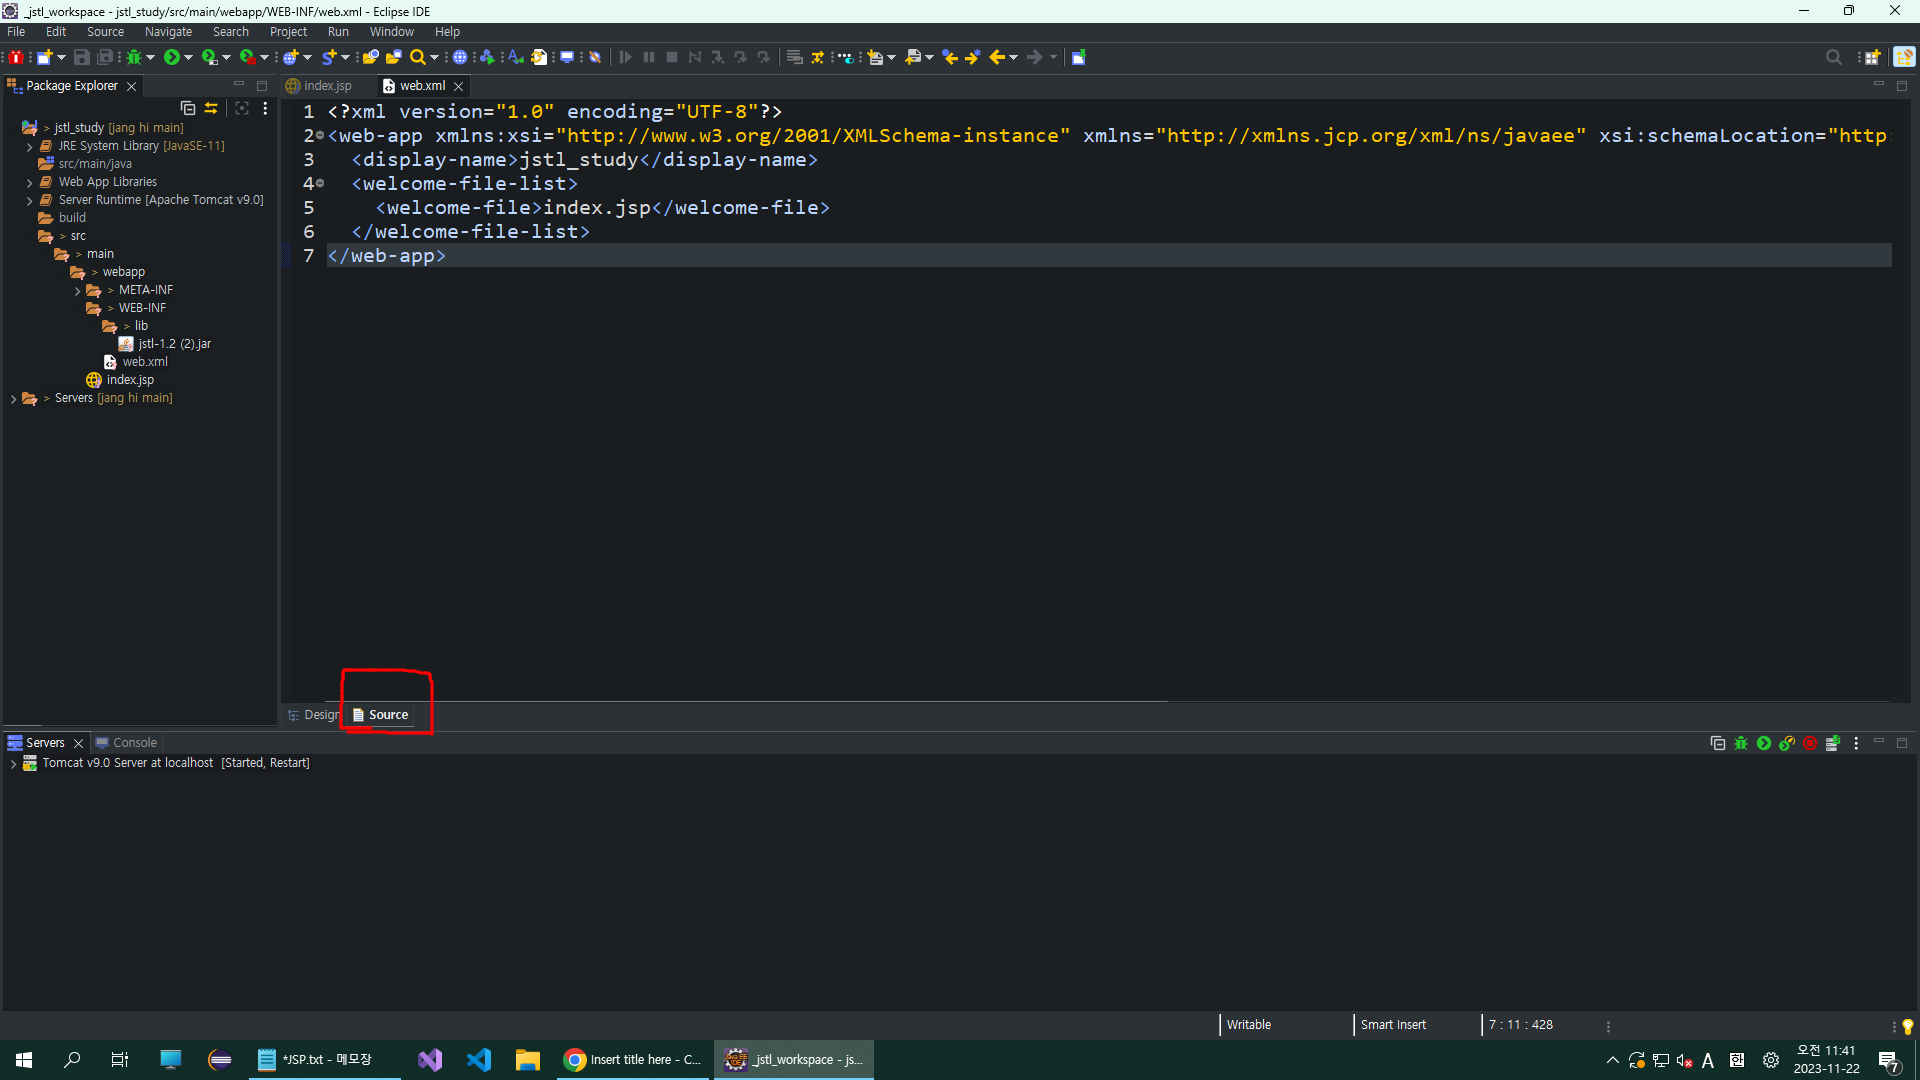 _jstl_workspace - jstl_study/src/main/webapp/WEB-INF/web.xml - Eclipse IDE
File Edit Source Navigate Search Project Run Window Help
Package Explorer
index.jsp web.xml
> jstl_study [jang hi main]
JRE System Library [JavaSE-11]
src/main/java
Web App Libraries
Server Runtime [Apache Tomcat v9.0]
build
> src
> main
> webapp
> META-INF
> WEB-INF
> lib
jstl-1.2 (2).jar
web.xml
index.jsp
> Servers [jang hi main]
1 <?xml version="1.0" encoding="UTF-8"?>
2 <web-app xmlns:xsi="http://www.w3.org/2001/XMLSchema-instance" xmlns="http://xmlns.jcp.org/xml/ns/javaee" xsi:schemaLocation="http:
3 <display-name>jstl_study</display-name>
4 <welcome-file-list>
5 <welcome-file>index.jsp</welcome-file>
6 </welcome-file-list>
7 </web-app>
Design Source
Servers Console
Tomcat v9.0 Server at localhost [Started, Restart]
Writable Smart Insert 7 : 11 : 428
*JSP.txt - 메모장 Insert title here - C... _jstl_workspace - js...
A 한 오전 11:41
2023-11-22
7